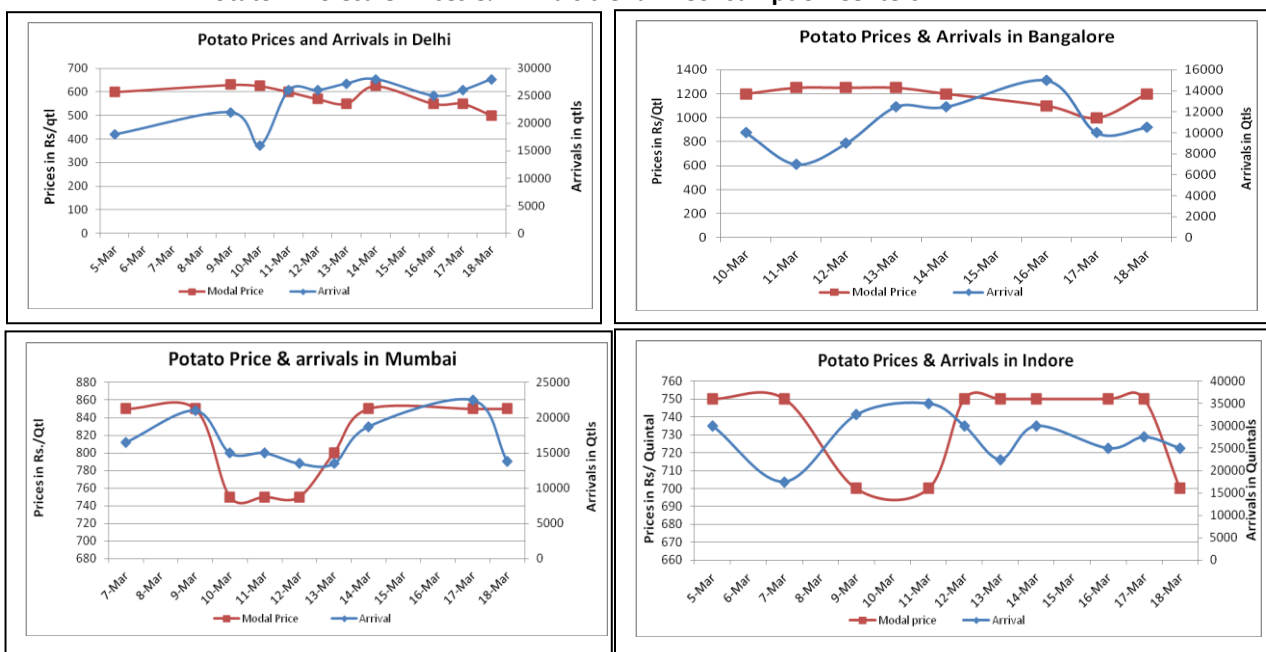 Potato Prices and Arrivals in Delhi
Prices in Rs/qtl
700
600
500
400
300
200
100
0
30000
25000
20000
15000
10000
5000
0
Arrivals in qtls
5-Mar
6-Mar
7-Mar
8-Mar
9-Mar
10-Mar
11-Mar
12-Mar
13-Mar
14-Mar
15-Mar
16-Mar
17-Mar
18-Mar
Modal Price
Arrival
Potato Prices & Arrivals in Bangalore
Prices in Rs/Qtl
1400
1200
1000
800
600
400
200
0
16000
14000
12000
10000
8000
6000
4000
2000
0
Arrivals in Qtls
10-Mar
11-Mar
12-Mar
13-Mar
14-Mar
15-Mar
16-Mar
17-Mar
18-Mar
Modal Price
Arrival
Potato Price & arrivals in Mumbai
Prices in Rs./Qtl
880
860
840
820
800
780
760
740
720
700
680
25000
20000
15000
10000
5000
0
Arrivals in Qtls
7-Mar
8-Mar
9-Mar
10-Mar
11-Mar
12-Mar
13-Mar
14-Mar
15-Mar
16-Mar
17-Mar
18-Mar
Modal Price
Arrival
Potato Prices & Arrivals in Indore
Prices in Rs/ Quintal
760
750
740
730
720
710
700
690
680
670
660
40000
35000
30000
25000
20000
15000
10000
5000
0
Arrivals in Quintals
5-Mar
6-Mar
7-Mar
8-Mar
9-Mar
10-Mar
11-Mar
12-Mar
13-Mar
14-Mar
15-Mar
16-Mar
17-Mar
18-Mar
Modal price
Arrival